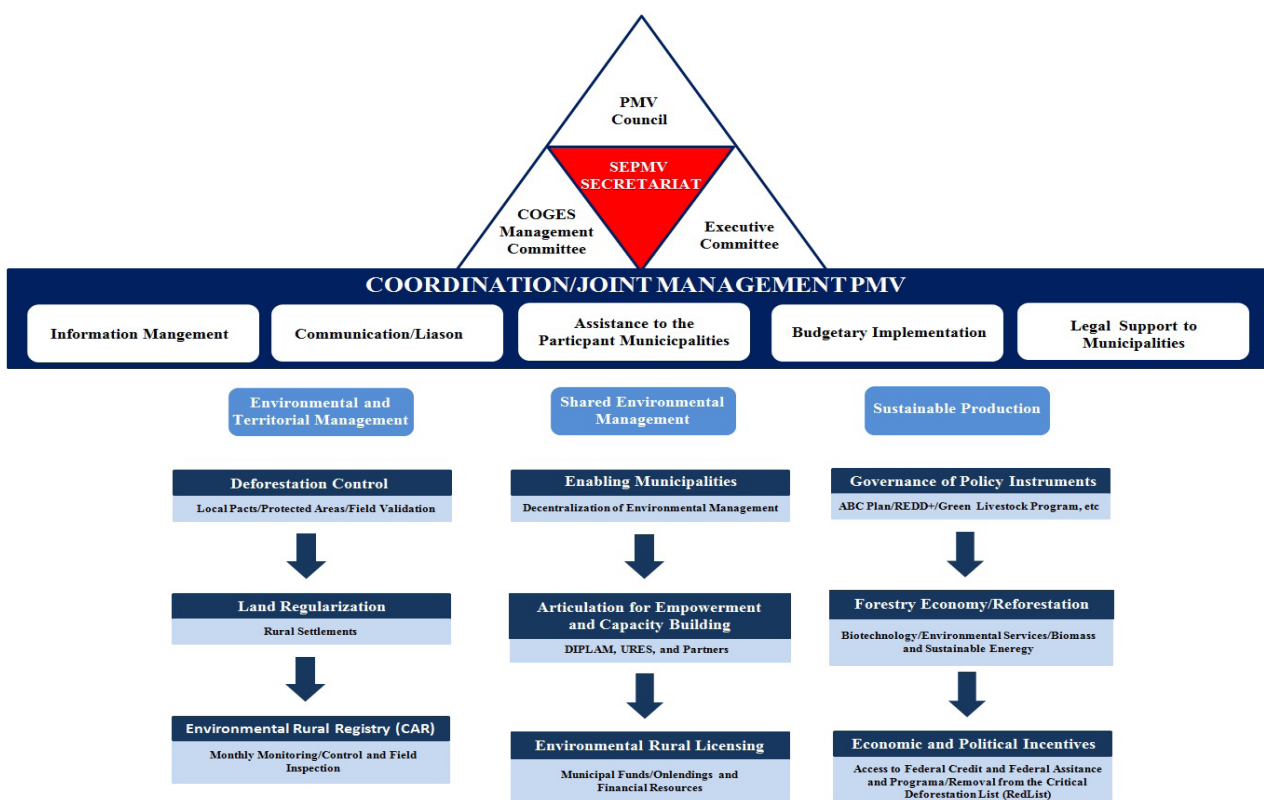 PMV
Council
SEPMV
SECRETARIAT
COGES
Management
Committee
Executive
Committee
COORDINATION/JOINT MANAGEMENT PMV
Information Mangement
Communication/Liason
Assistance to the
Particpant Municicpalities
Budgetary Implementation
Legal Support to
Municipalities
Environmental and
Territorial Management
Deforestation Control
Local Pacts/Protected Areas/Field Validation
Land Regularization
Rural Settlements
Environmental Rural Registry (CAR)
Monthly Monitoring/Control and Field
Inspection
Shared Environmental
Management
Enabling Municipalities
Decentralization of Environmental Management
Articulation for Empowerment
and Capacity Building
DIPLAM, URES, and Partners
Environmental Rural Licensing
Municipal Funds/Onlendings and
Financial Resources
Sustainable Production
Governance of Policy Instruments
ABC Plan/REDD+/Green Livestock Program, etc
Forestry Economy/Reforestation
Biotechnology/Environmental Services/Biomass
and Sustainable Eneregy
Economic and Political Incentives
Access to Federal Credit and Federal Assitance
and Programa/Removal from the Critical
Deforestation List (RedList)